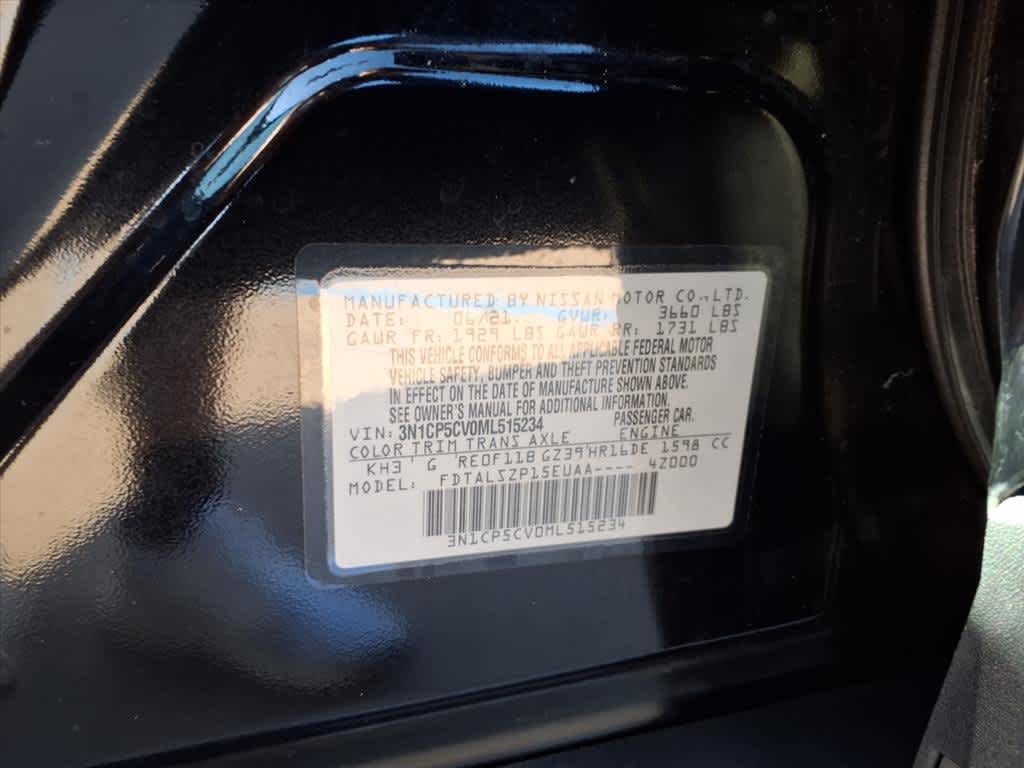 MANUFACTURED BY NISSAN MOTOR CO.,LTD.
DATE: 06/21 GVWR: 3660 LBS
GAWR FR: 1929 LBS GAWR RR: 1731 LBS
THIS VEHICLE CONFORMS TO ALL APPLICABLE FEDERAL MOTOR
VEHICLE SAFETY, BUMPER AND THEFT PREVENTION STANDARDS
IN EFFECT ON THE DATE OF MANUFACTURE SHOWN ABOVE.
SEE OWNER'S MANUAL FOR ADDITIONAL INFORMATION.
VIN: 3N1CP5CV0ML515234 PASSENGER CAR.
COLOR TRIM TRANS AXLE ENGINE
KH3 G RE0F11B GZ39 HR16DE 1598 CC
MODEL: FDTALSZP15EUAA---- 4Z000
3N1CP5CV0ML515234